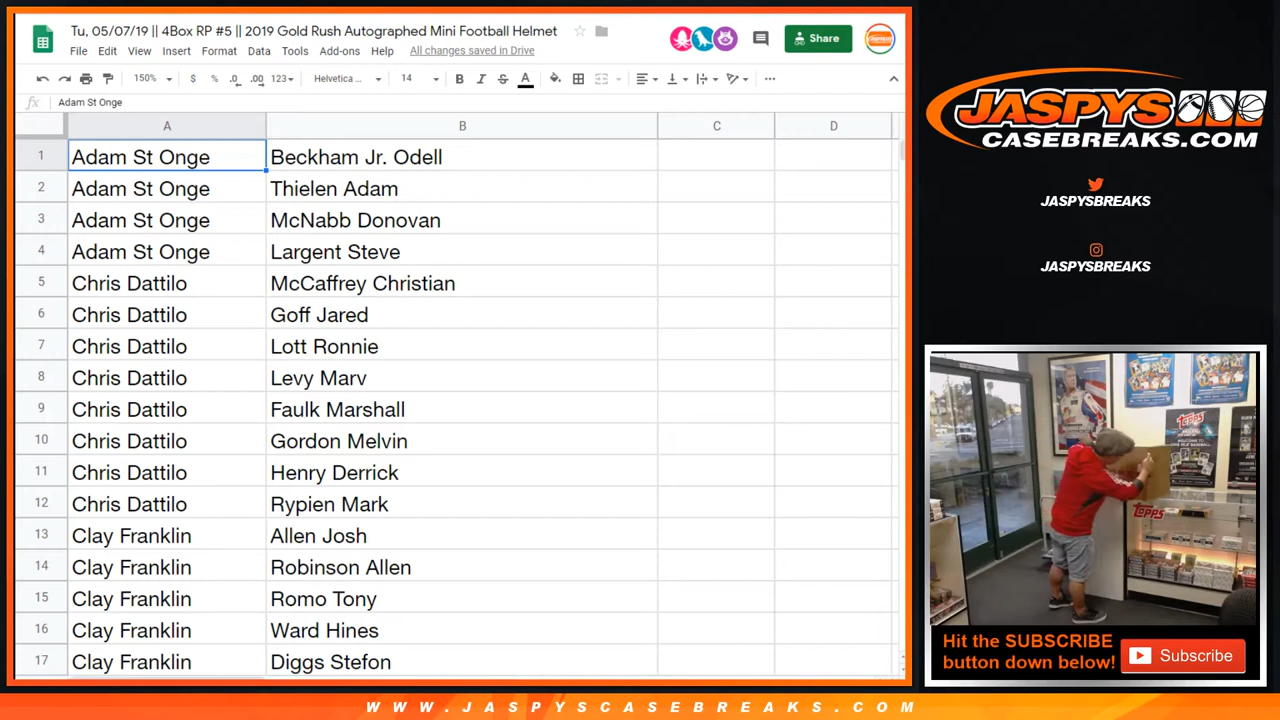 Tu, 05/07/19 || 4Box RP #5 || 2019 Gold Rush Autographed Mini Football Helmet
File Edit View Insert Format Data Tools Add-ons Help All changes saved in Drive
Share
150% $ % .0 .00 123 Helvetica ... 14 B I S A
fx Adam St Onge
A B C D
1 Adam St Onge Beckham Jr. Odell
2 Adam St Onge Thielen Adam
3 Adam St Onge McNabb Donovan
4 Adam St Onge Largent Steve
5 Chris Dattilo McCaffrey Christian
6 Chris Dattilo Goff Jared
7 Chris Dattilo Lott Ronnie
8 Chris Dattilo Levy Marv
9 Chris Dattilo Faulk Marshall
10 Chris Dattilo Gordon Melvin
11 Chris Dattilo Henry Derrick
12 Chris Dattilo Rypien Mark
13 Clay Franklin Allen Josh
14 Clay Franklin Robinson Allen
15 Clay Franklin Romo Tony
16 Clay Franklin Ward Hines
17 Clay Franklin Diggs Stefon
JASPYS
CASEBREAKS.COM
JASPYSBREAKS
JASPYSBREAKS
TOPPS
TOPPS
Hit the SUBSCRIBE
button down below!
Subscribe
WWW.JASPYSCASEBREAKS.COM